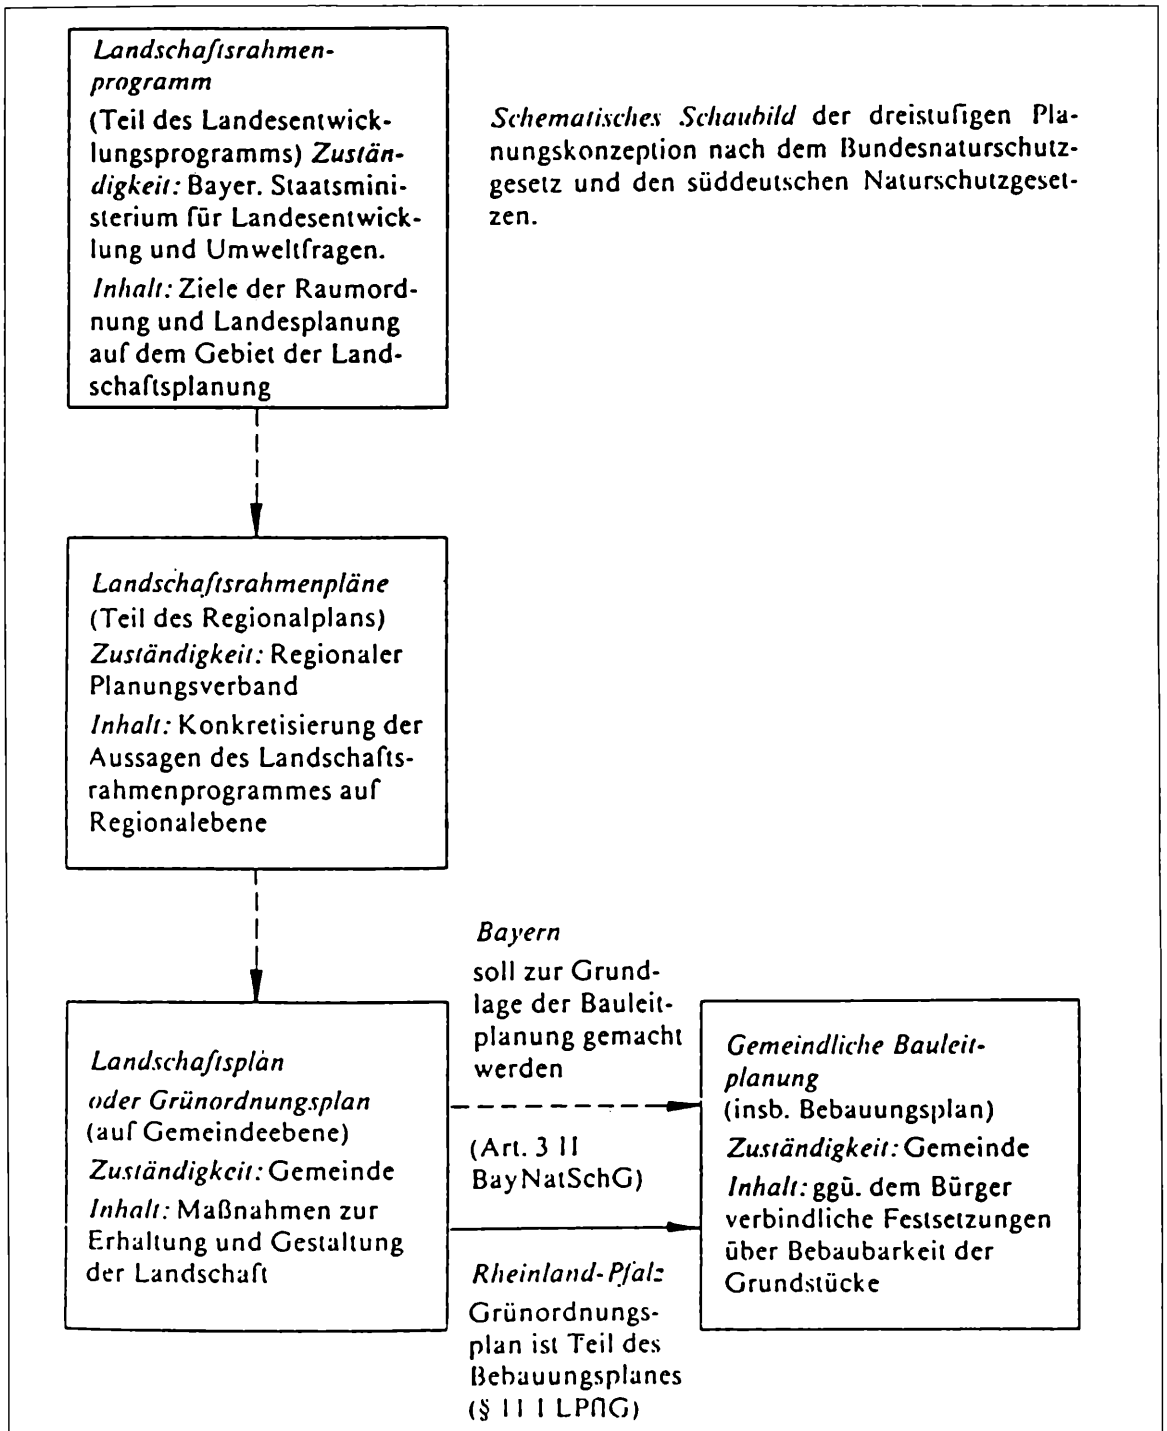 Landschaftsrahmen-
programm
(Teil des Landesentwick-
lungsprogramms) Zustän-
digkeit: Bayer. Staatsmini-
sterium für Landesentwick-
lung und Umweltfragen.
Inhalt: Ziele der Raumord-
nung und Landesplanung
auf dem Gebiet der Land-
schaftsplanung
Schematisches Schaubild der dreistufigen Pla-
nungskonzeption nach dem Bundesnaturschutz-
gesetz und den süddeutschen Naturschutzgeset-
zen.
Landschaftsrahmenpläne
(Teil des Regionalplans)
Zuständigkeit: Regionaler
Planungsverband
Inhalt: Konkretisierung der
Aussagen des Landschafts-
rahmenprogrammes auf
Regionalebene
Landschaftsplan
oder Grünordnungsplan
(auf Gemeindeebene)
Zuständigkeit: Gemeinde
Inhalt: Maßnahmen zur
Erhaltung und Gestaltung
der Landschaft
Bayern
soll zur Grund-
lage der Bauleit-
planung gemacht
werden
(Art. 3 II
BayNatSchG)
Rheinland-Pfalz
Grünordnungs-
plan ist Teil des
Bebauungsplanes
(§ 11 I LPflG)
Gemeindliche Bauleit-
planung
(insb. Bebauungsplan)
Zuständigkeit: Gemeinde
Inhalt: ggü. dem Bürger
verbindliche Festsetzungen
über Bebaubarkeit der
Grundstücke